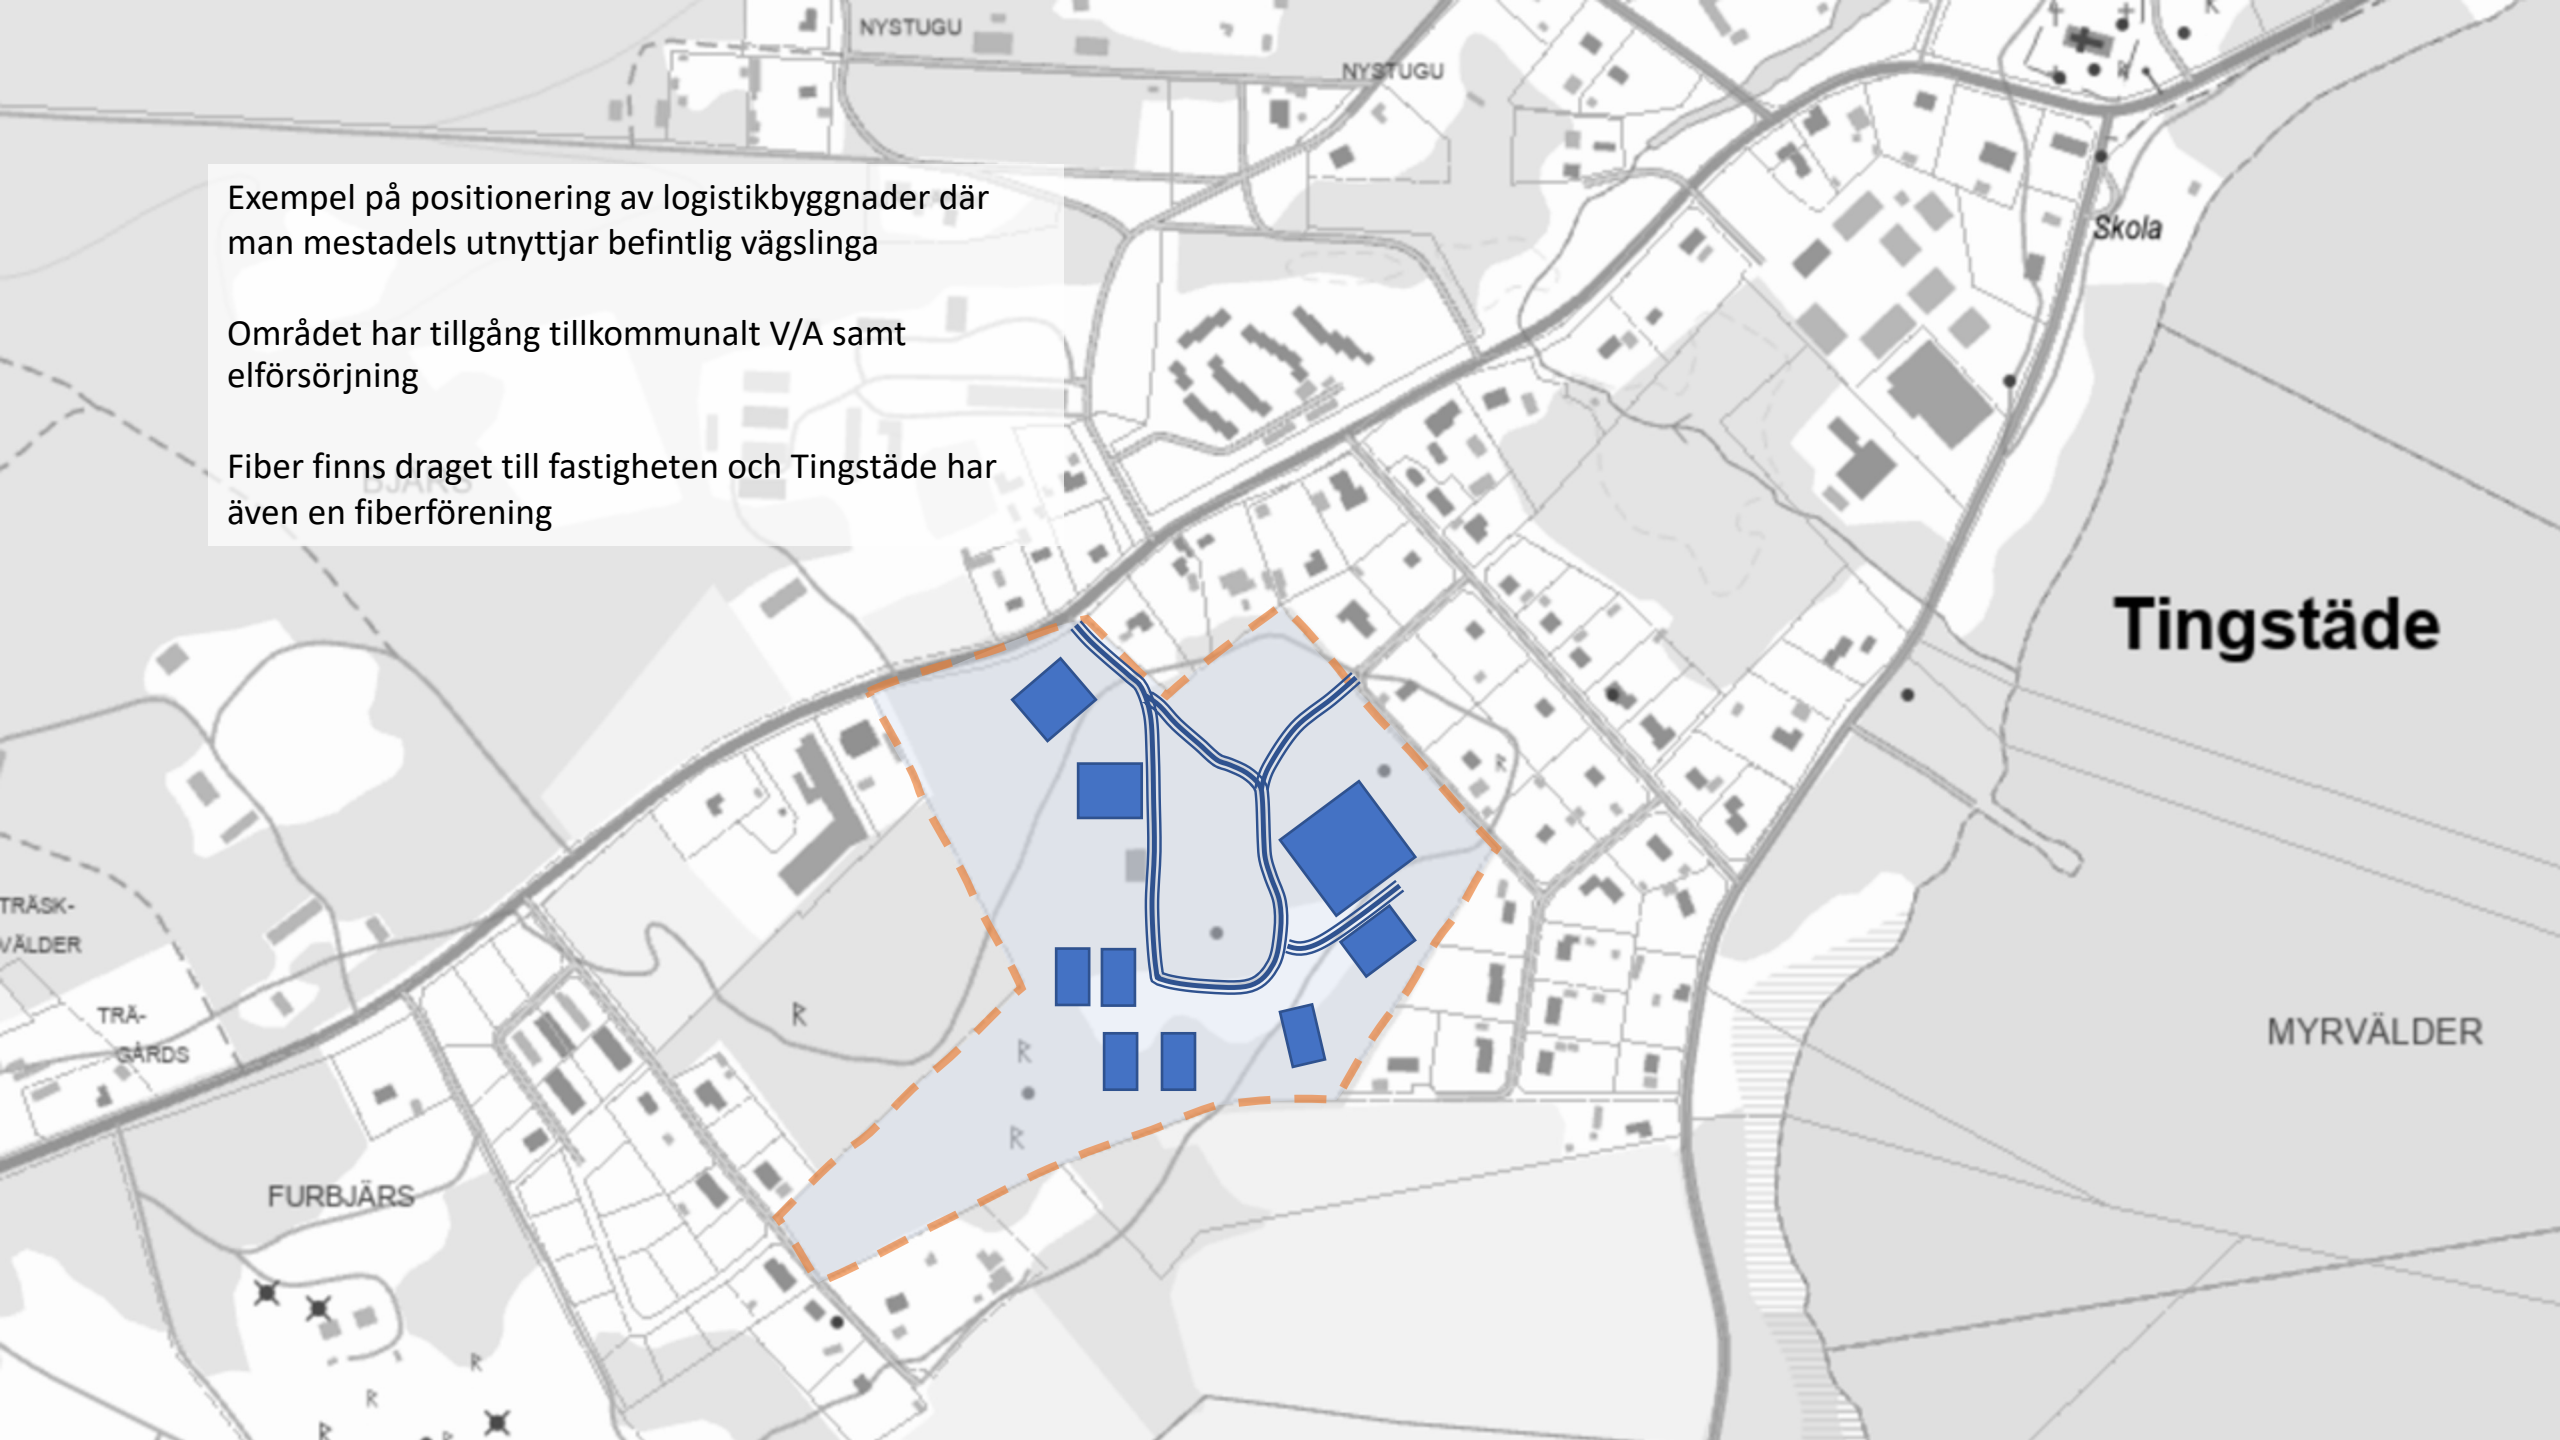 NYSTUGU
NYSTUGU
Exempel på positionering av logistikbyggnader där
man mestadels utnyttjar befintlig vägslinga
Området har tillgång tillkommunalt V/A samt
elförsörjning
Fiber finns draget till fastigheten och Tingstäde har
även en fiberförening
BJÄRS
Skola
Tingstäde
TRÄSK-
VÄLDER
TRÄ-
GÅRDS
R
R
R
MYRVÄLDER
FURBJÄRS
R
R
R